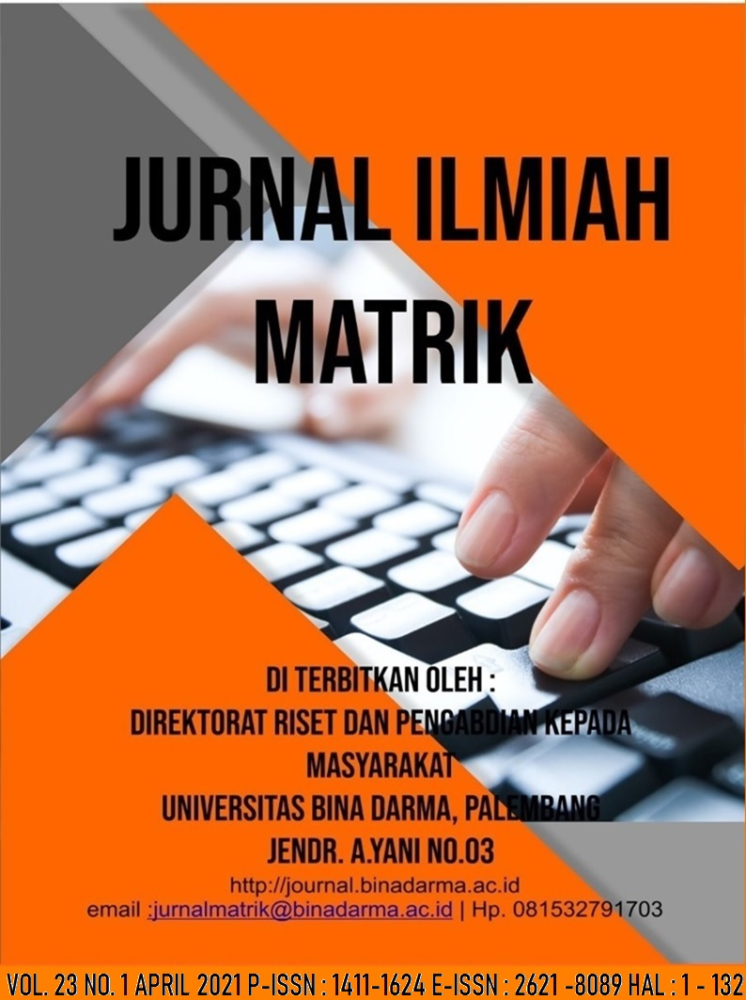 JURNAL ILMIAH
MATRIK
DI TERBITKAN OLEH :
DIREKTORAT RISET DAN PENGABDIAN KEPADA
MASYARAKAT
UNIVERSITAS BINA DARMA, PALEMBANG
JENDR. A.YANI NO.03
http://journal.binadarma.ac.id
email :jurnalmatrik@binadarma.ac.id | Hp. 081532791703
VOL. 23 NO. 1 APRIL 2021 P-ISSN : 1411-1624 E-ISSN : 2621 -8089 HAL : 1 - 132